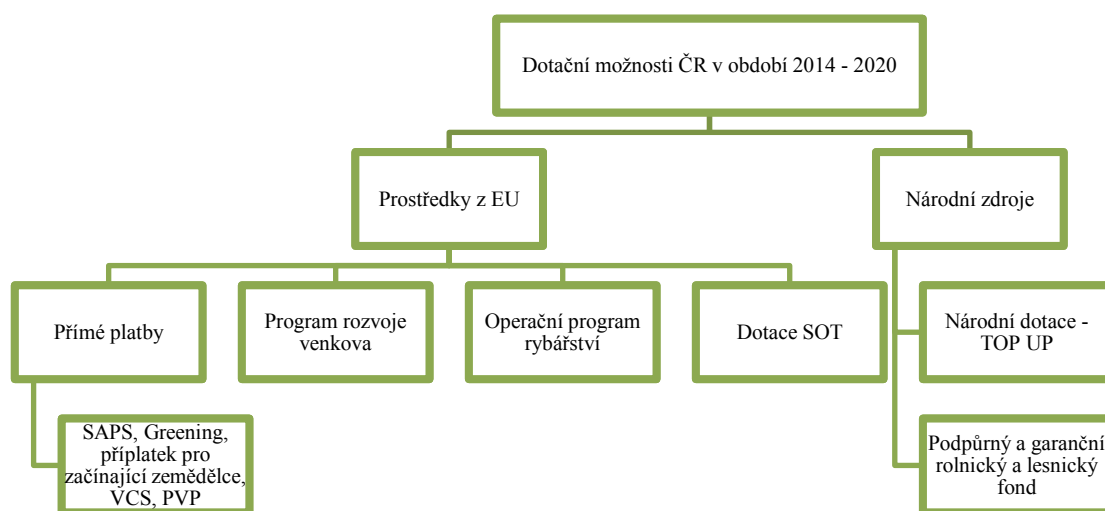 Dotační možnosti ČR v období 2014 - 2020
Prostředky z EU
Národní zdroje
Přímé platby
Program rozvoje
venkova
Operační program
rybářství
Dotace SOT
Národní dotace -
TOP UP
SAPS, Greening,
příplatek pro
začínající zemědělce,
VCS, PVP
Podpůrný a garanční
rolnický a lesnický
fond